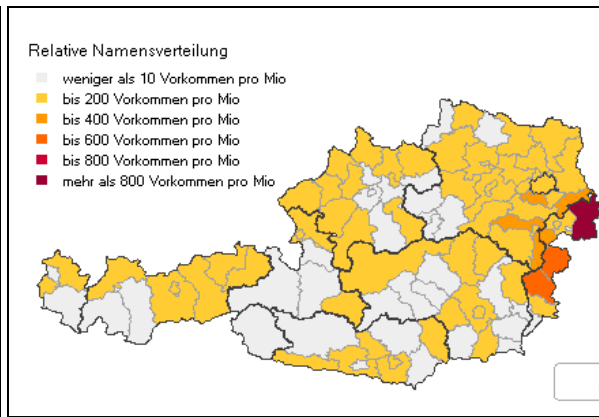 Relative Namensverteilung
weniger als 10 Vorkommen pro Mio
bis 200 Vorkommen pro Mio
bis 400 Vorkommen pro Mio
bis 600 Vorkommen pro Mio
bis 800 Vorkommen pro Mio
mehr als 800 Vorkommen pro Mio